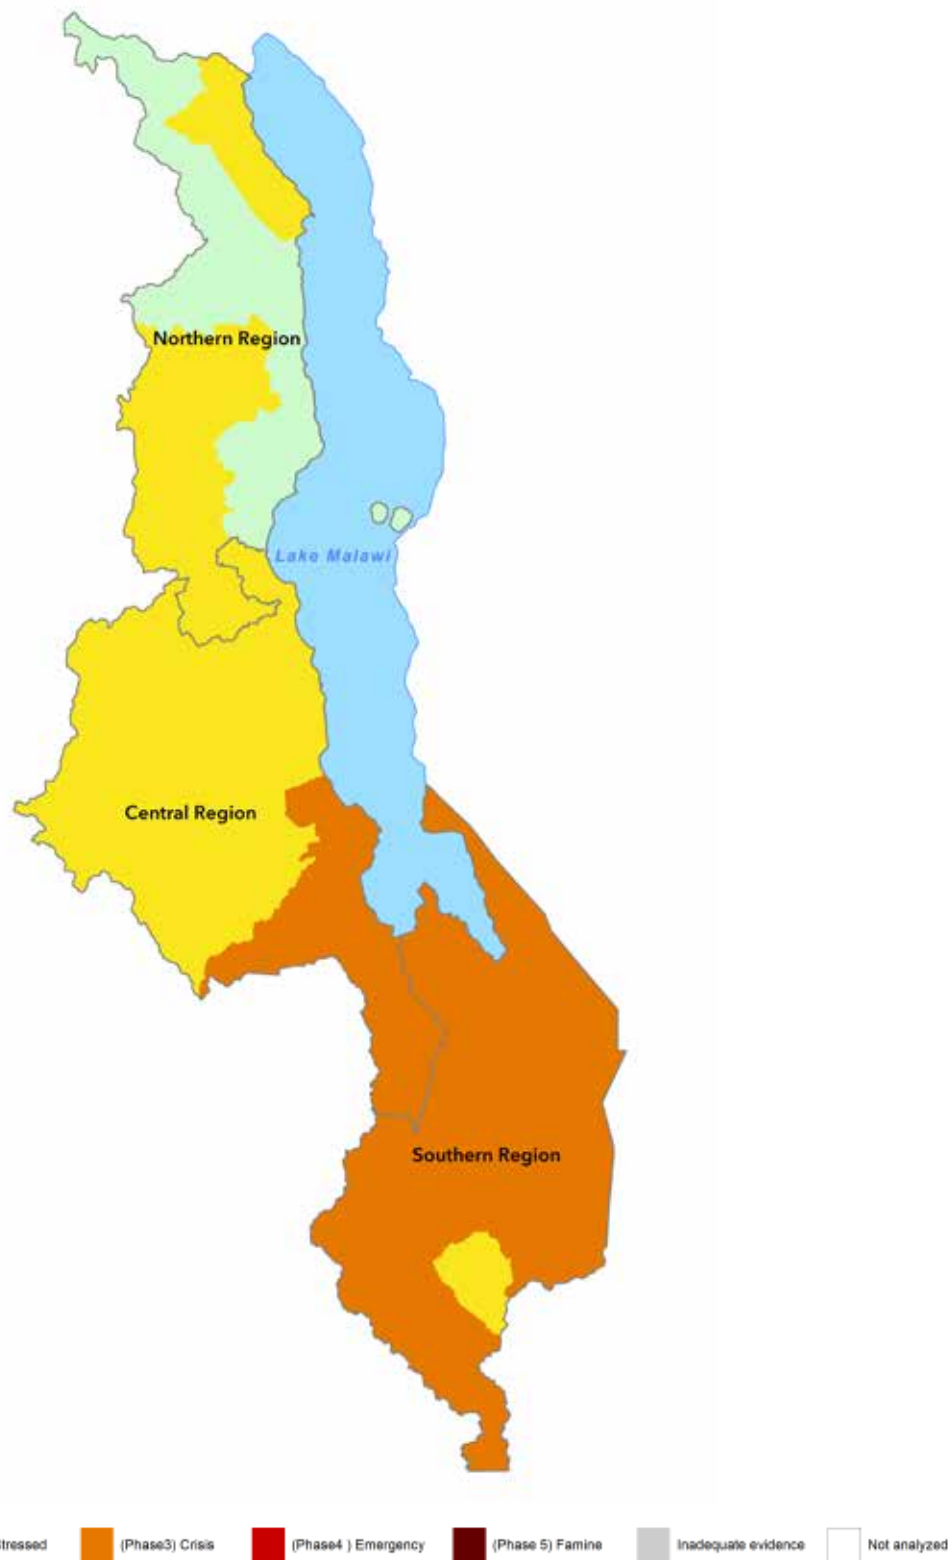 Northern Region
Lake Malawi
Central Region
Southern Region
(Phase3) Crisis
(Phase4 ) Emergency
(Phase 5) Famine
Inadequate evidence
Not analyzed